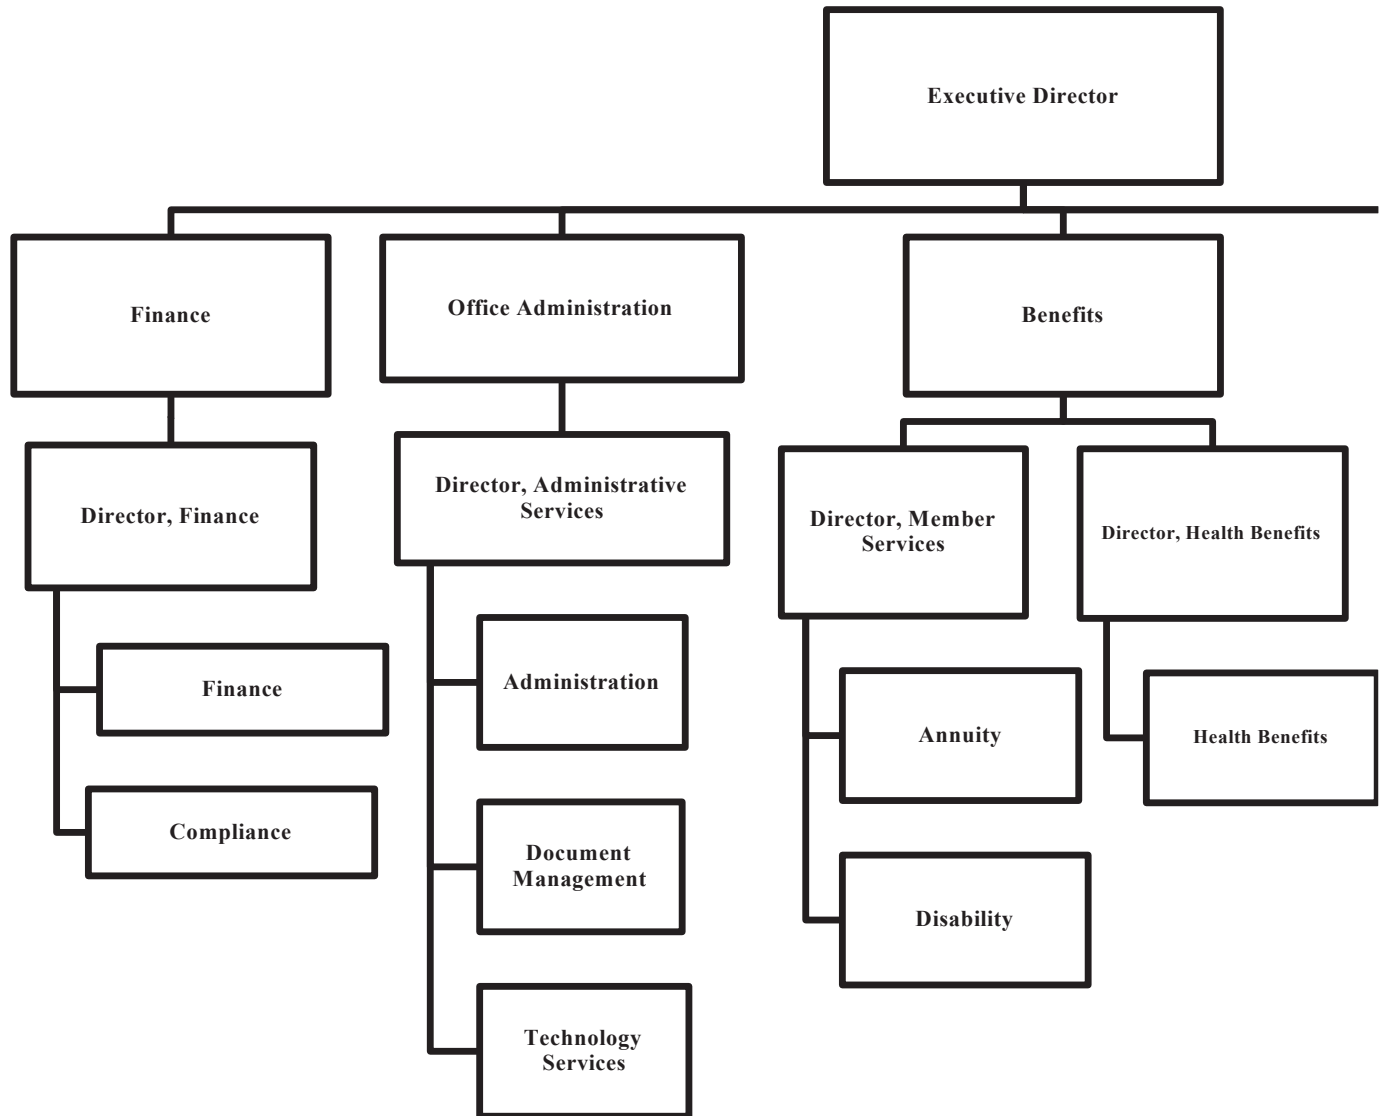 Executive Director
Finance
Office Administration
Benefits
Director, Finance
Director, Administrative
Services
Director, Member
Services
Director, Health Benefits
Finance
Compliance
Administration
Document
Management
Technology
Services
Annuity
Disability
Health Benefits